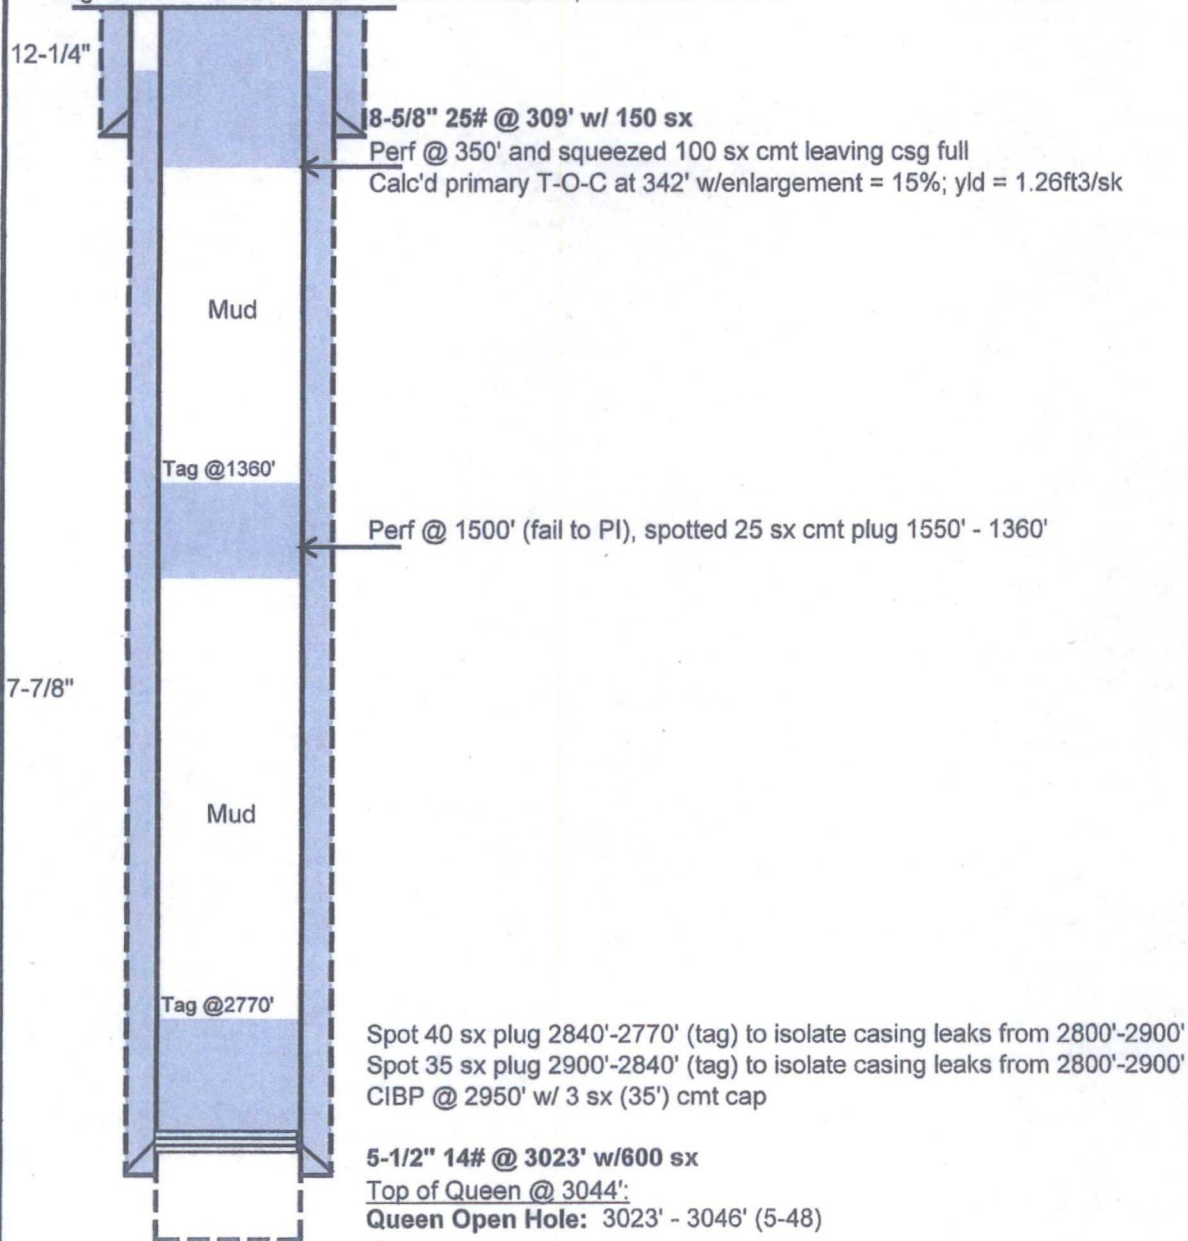 12-1/4"
8-5/8" 25# @ 309' w/ 150 sx
Perf @ 350' and squeezed 100 sx cmt leaving csg full
Calc'd primary T-O-C at 342' w/enlargement = 15%; yld = 1.26ft3/sk
Mud
Tag @1360'
Perf @ 1500' (fail to PI), spotted 25 sx cmt plug 1550' - 1360'
7-7/8"
Mud
Tag @2770'
Spot 40 sx plug 2840'-2770' (tag) to isolate casing leaks from 2800'-2900'
Spot 35 sx plug 2900'-2840' (tag) to isolate casing leaks from 2800'-2900'
CIBP @ 2950' w/ 3 sx (35') cmt cap
5-1/2" 14# @ 3023' w/600 sx
Top of Queen @ 3044':
Queen Open Hole: 3023' - 3046' (5-48)